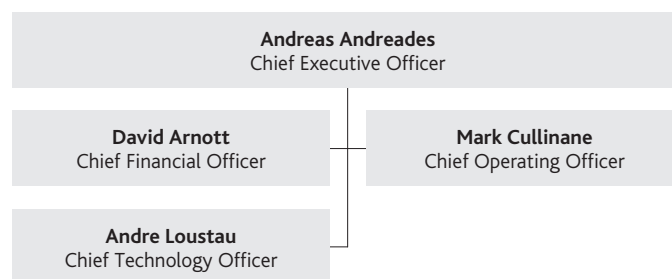 Andreas Andreades
Chief Executive Officer
David Arnott
Chief Financial Officer
Mark Cullinane
Chief Operating Officer
Andre Loustau
Chief Technology Officer